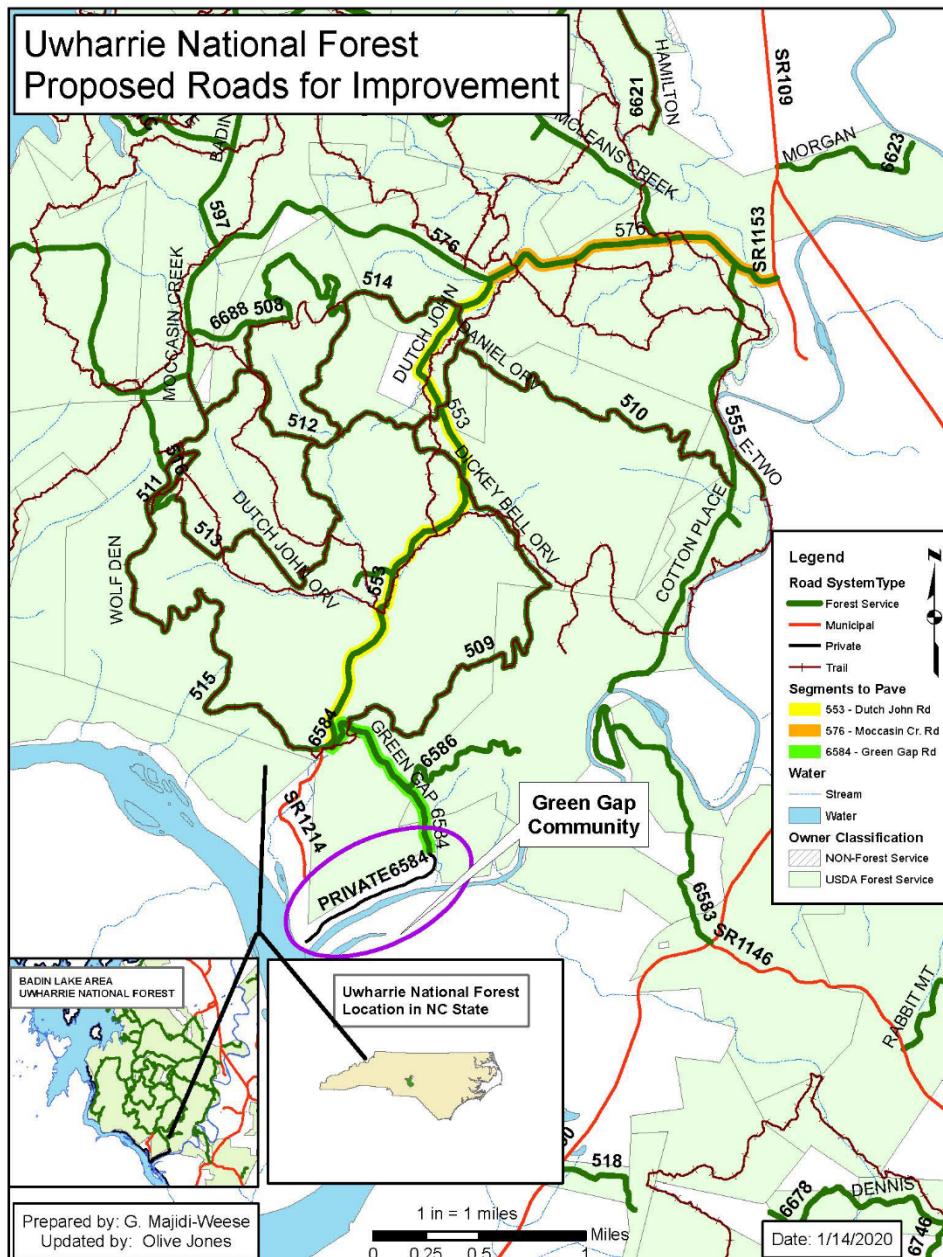 Uwharrie National Forest
Proposed Roads for Improvement
HAMILTON
6621
SR109
MORGAN
6623
MCLEANS CREEK
BADIN
597
576
576
SR1153
MOCCASIN CREEK
514
6688
508
DUTCH JOHN
DANIEL ORV
553
510
555
E-TWO
512
576
511
DICKEY BELL ORV
513
DUTCH JOHN ORV
WOLF DEN
553
COTTON PLACE
509
515
6584
GREEN GAP
6584
6586
SR1214
Green Gap
Community
PRIVATE6584
6583
SR1146
RABBIT MT
518
6678
DENNIS
6746
Legend
Road SystemType
Forest Service
Municipal
Private
Trail
Segments to Pave
553 - Dutch John Rd
576 - Moccasin Cr. Rd
6584 - Green Gap Rd
Water
Stream
Water
Owner Classification
NON-Forest Service
USDA Forest Service
Z
BADIN LAKE AREA
UWHARRIE NATIONAL FOREST
Uwharrie National Forest
Location in NC State
Prepared by: G. Majidi-Weese
Updated by: Olive Jones
1 in = 1 miles
Miles
0 0.25 0.5 1
Date: 1/14/2020